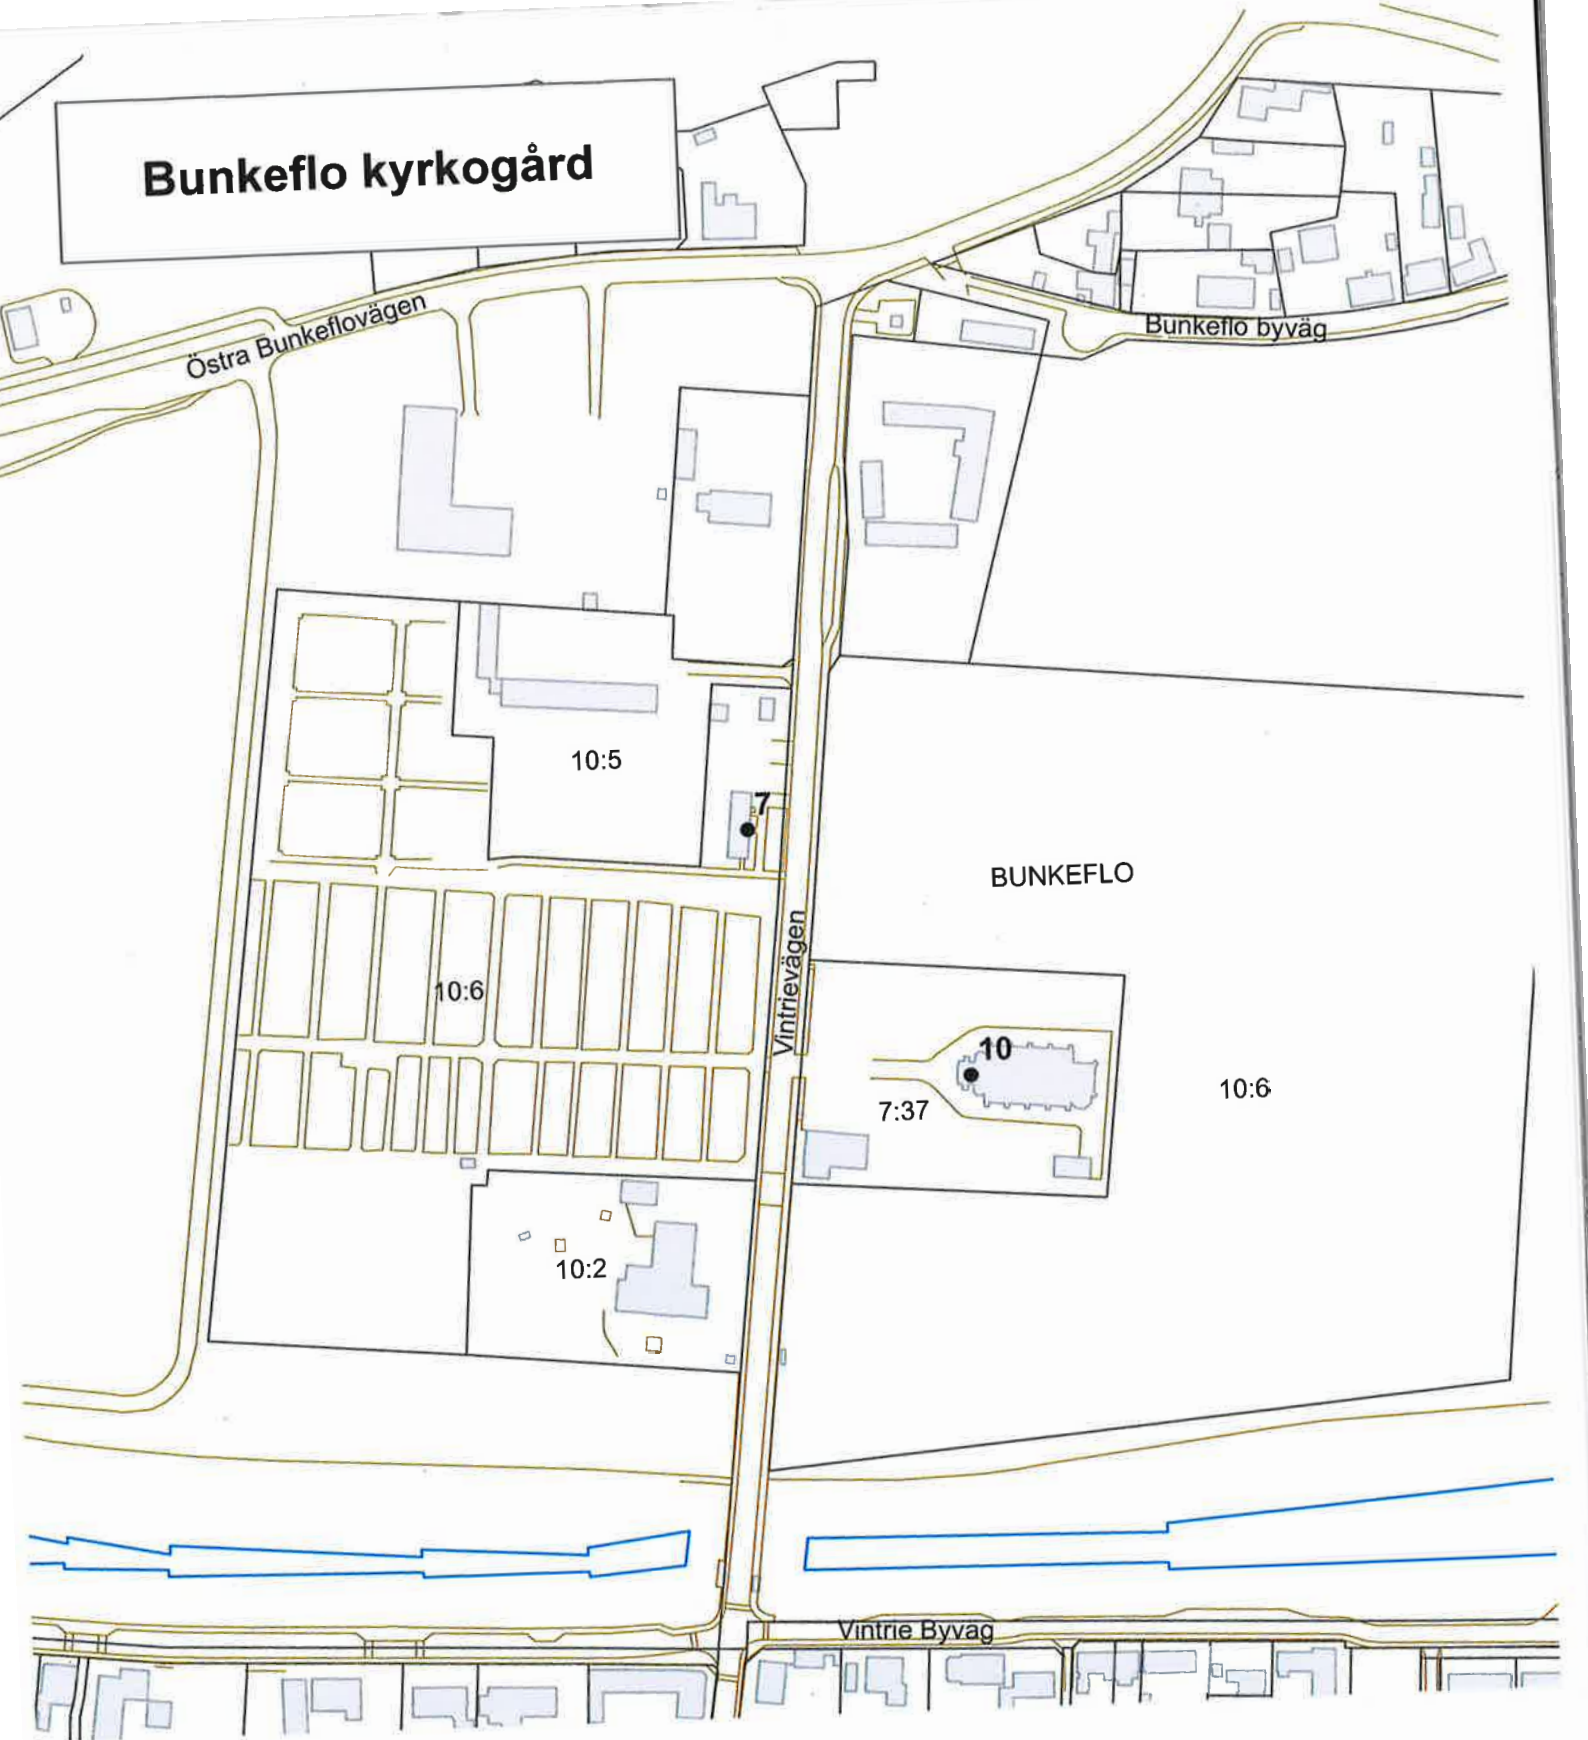 Bunkeflo kyrkogård
Östra Bunkeflovägen
Bunkeflo byväg
10:5
7
BUNKEFLO
Vintrievägen
10:6
10
7:37
10:6
10:2
Vintrie Byväg